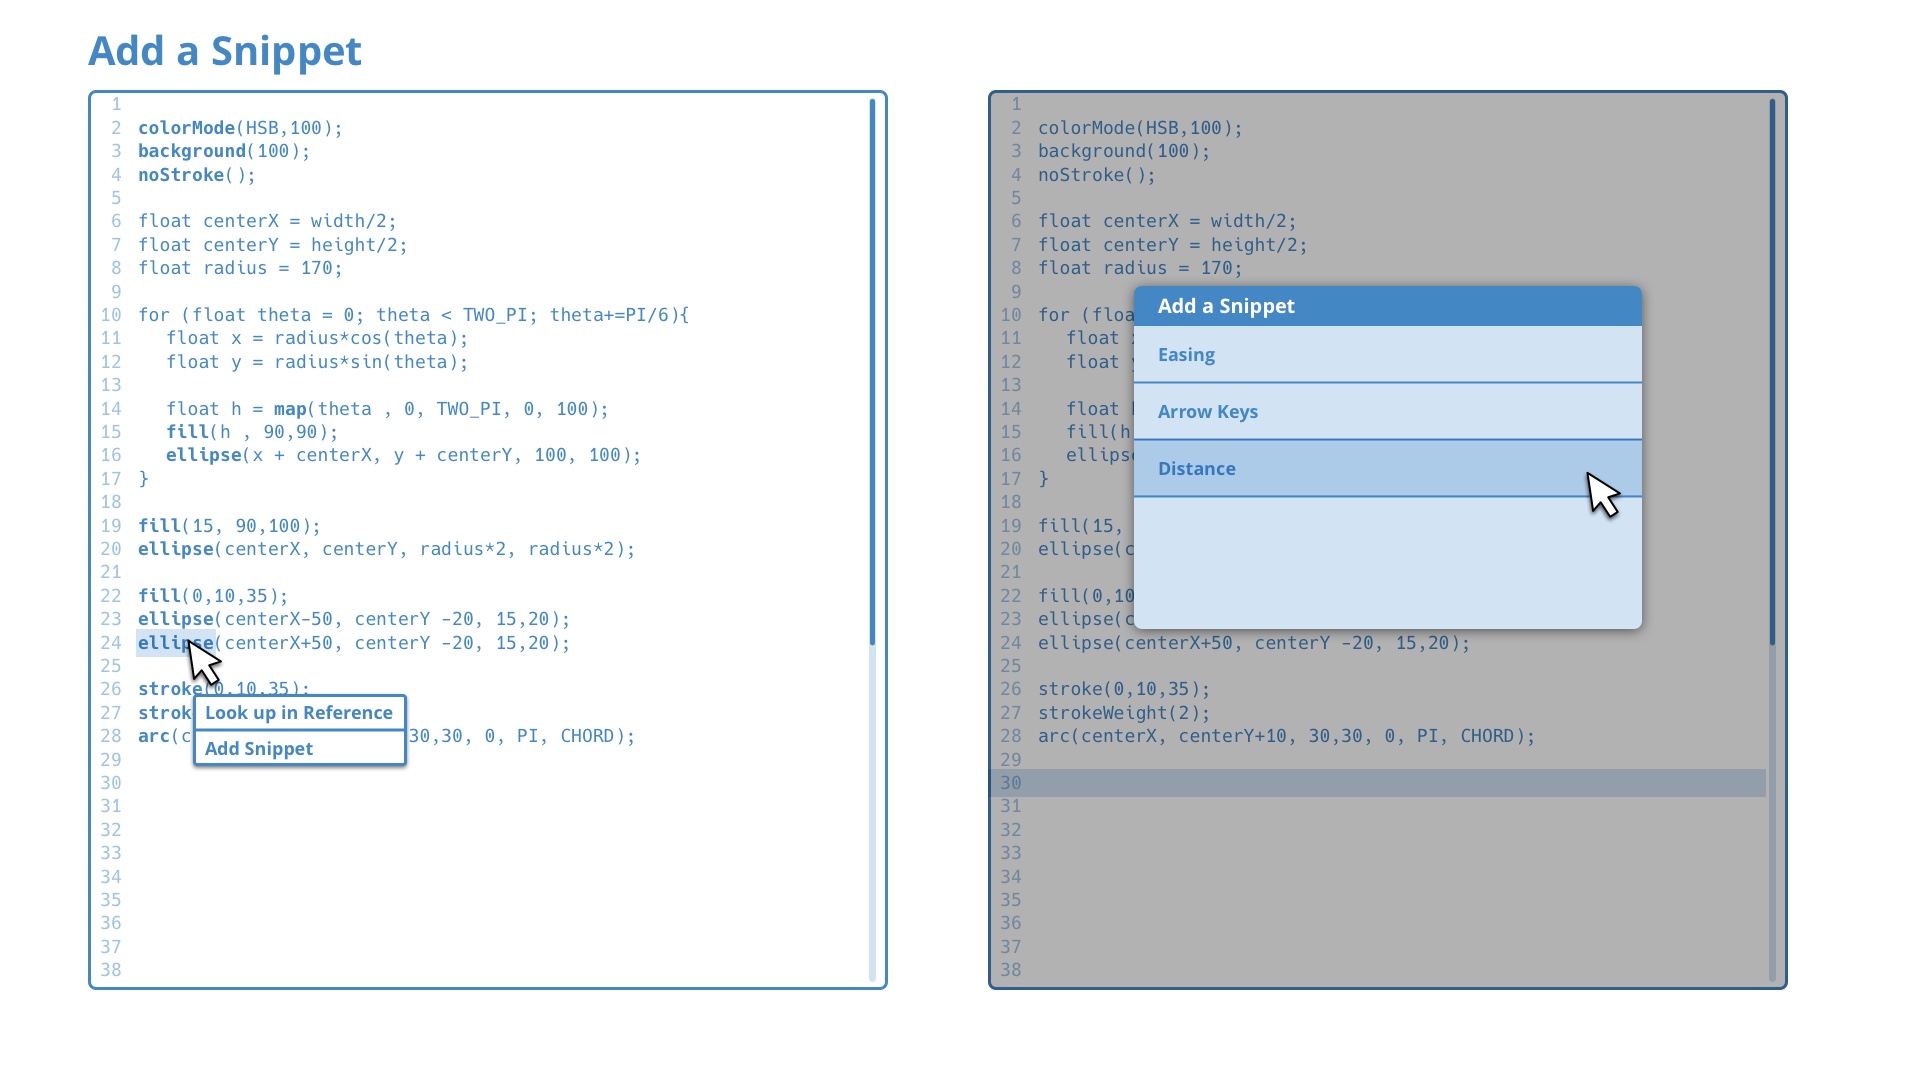 Add a Snippet
1
2 colorMode(HSB,100);
3 background(100);
4 noStroke();
5
6 float centerX = width/2;
7 float centerY = height/2;
8 float radius = 170;
9
10 for (float theta = 0; theta < TWO_PI; theta+=PI/6){
11 float x = radius*cos(theta);
12 float y = radius*sin(theta);
13
14 float h = map(theta , 0, TWO_PI, 0, 100);
15 fill(h , 90,90);
16 ellipse(x + centerX, y + centerY, 100, 100);
17 }
18
19 fill(15, 90,100);
20 ellipse(centerX, centerY, radius*2, radius*2);
21
22 fill(0,10,35);
23 ellipse(centerX-50, centerY -20, 15,20);
24 ellipse(centerX+50, centerY -20, 15,20);
25
26 stroke(0,10,35);
27 strok
28 arc(c 30,30, 0, PI, CHORD);
Look up in Reference
Add Snippet
29
30
31
32
33
34
35
36
37
38
1
2 colorMode(HSB,100);
3 background(100);
4 noStroke();
5
6 float centerX = width/2;
7 float centerY = height/2;
8 float radius = 170;
9
10 for (floa
11 float
12 float
13
14 float
15 fill(h
16 ellips
17 }
18
19 fill(15,
20 ellipse(c
21
22 fill(0,10
23 ellipse(c
24 ellipse(centerX+50, centerY -20, 15,20);
25
26 stroke(0,10,35);
27 strokeWeight(2);
28 arc(centerX, centerY+10, 30,30, 0, PI, CHORD);
29
30
31
32
33
34
35
36
37
38
Add a Snippet
Easing
Arrow Keys
Distance